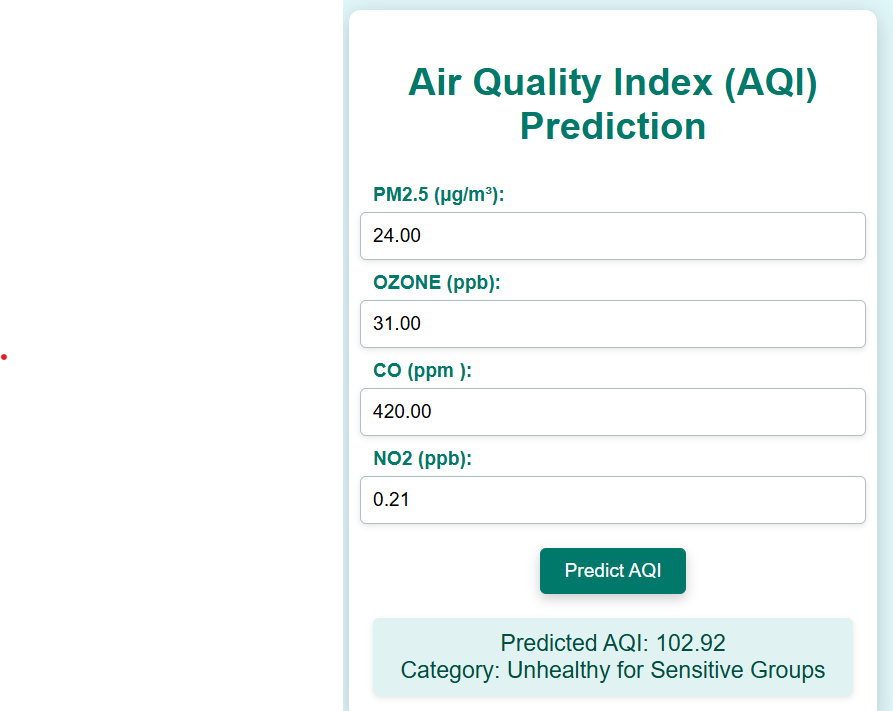 Air Quality Index (AQI)
Prediction
PM2.5 (µg/m³):
24.00
OZONE (ppb):
31.00
CO (ppm ):
420.00
NO2 (ppb):
0.21
Predict AQI
Predicted AQI: 102.92
Category: Unhealthy for Sensitive Groups